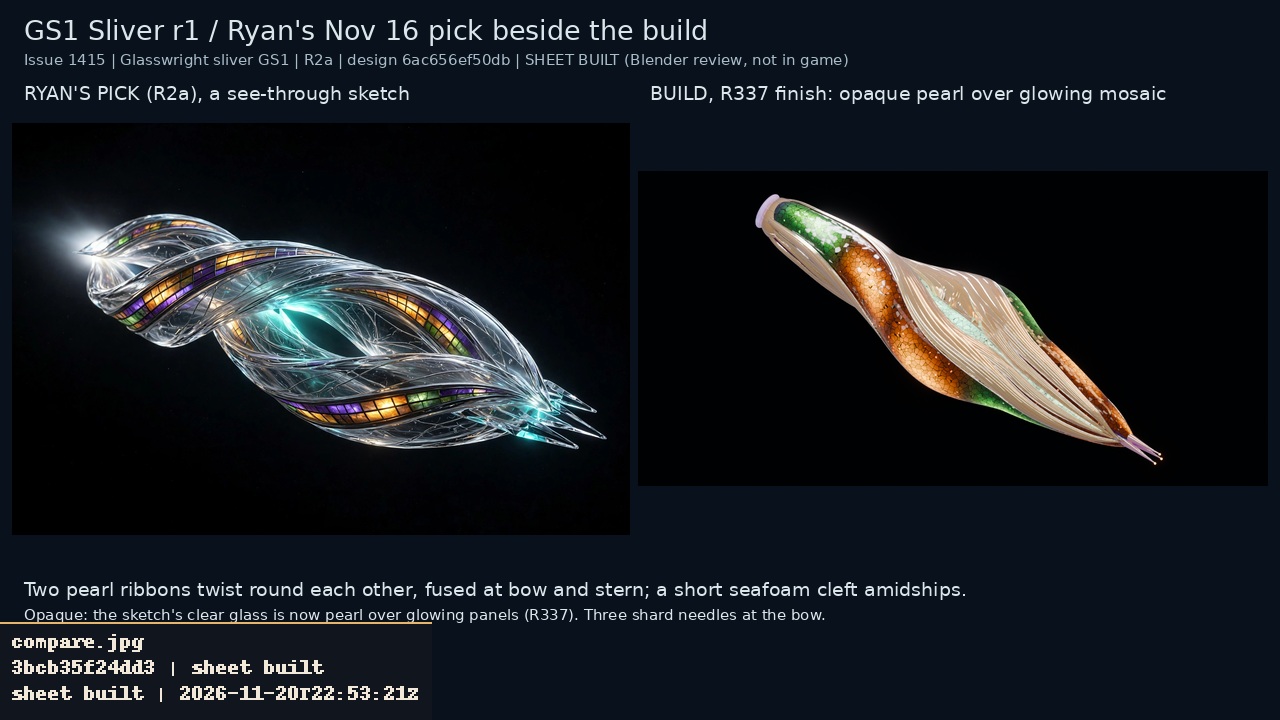 GS1 Sliver r1 / Ryan's Nov 16 pick beside the build
Issue 1415 | Glasswright sliver GS1 | R2a | design 6ac656ef50db | SHEET BUILT (Blender review, not in game)
RYAN'S PICK (R2a), a see-through sketch
BUILD, R337 finish: opaque pearl over glowing mosaic
Two pearl ribbons twist round each other, fused at bow and stern; a short seafoam cleft amidships.
Opaque: the sketch's clear glass is now pearl over glowing panels (R337). Three shard needles at the bow.
compare.jpg
3bcb35f24dd3 | sheet built
sheet built | 2026-11-20T22:53:21z